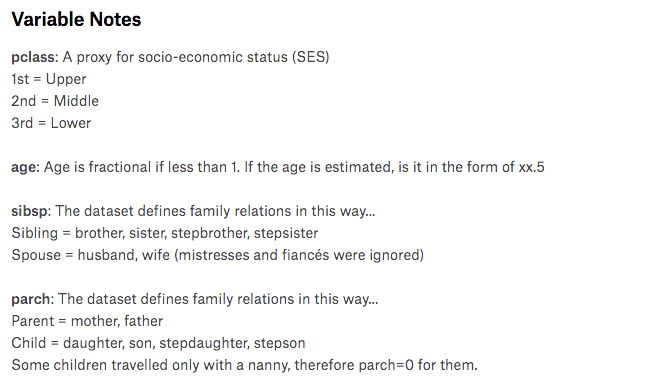 Variable Notes
pclass: A proxy for socio-economic status (SES)
1st = Upper
2nd = Middle
3rd = Lower
age: Age is fractional if less than 1. If the age is estimated, is it in the form of xx.5
sibsp: The dataset defines family relations in this way...
Sibling = brother, sister, stepbrother, stepsister
Spouse = husband, wife (mistresses and fiancés were ignored)
parch: The dataset defines family relations in this way...
Parent = mother, father
Child = daughter, son, stepdaughter, stepson
Some children travelled only with a nanny, therefore parch=0 for them.